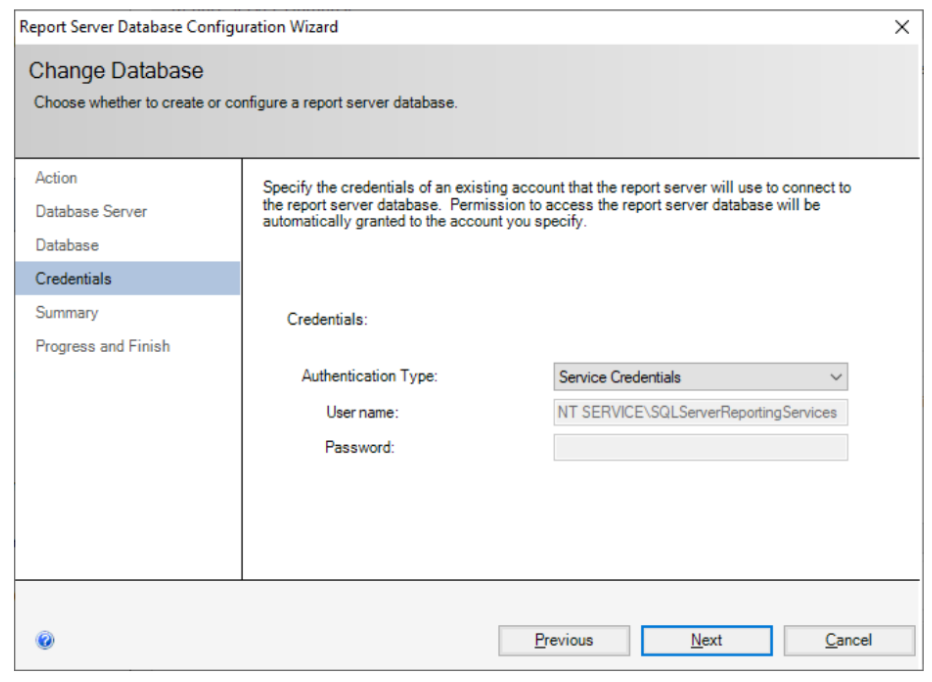 Report Server Database Configuration Wizard
Change Database
Choose whether to create or configure a report server database.
Action
Database Server
Database
Credentials
Summary
Progress and Finish
Specify the credentials of an existing account that the report server will use to connect to
the report server database. Permission to access the report server database will be
automatically granted to the account you specify.
Credentials:
Authentication Type: Service Credentials
User name: NT SERVICE\SQLServerReportingServices
Password:
Previous Next Cancel